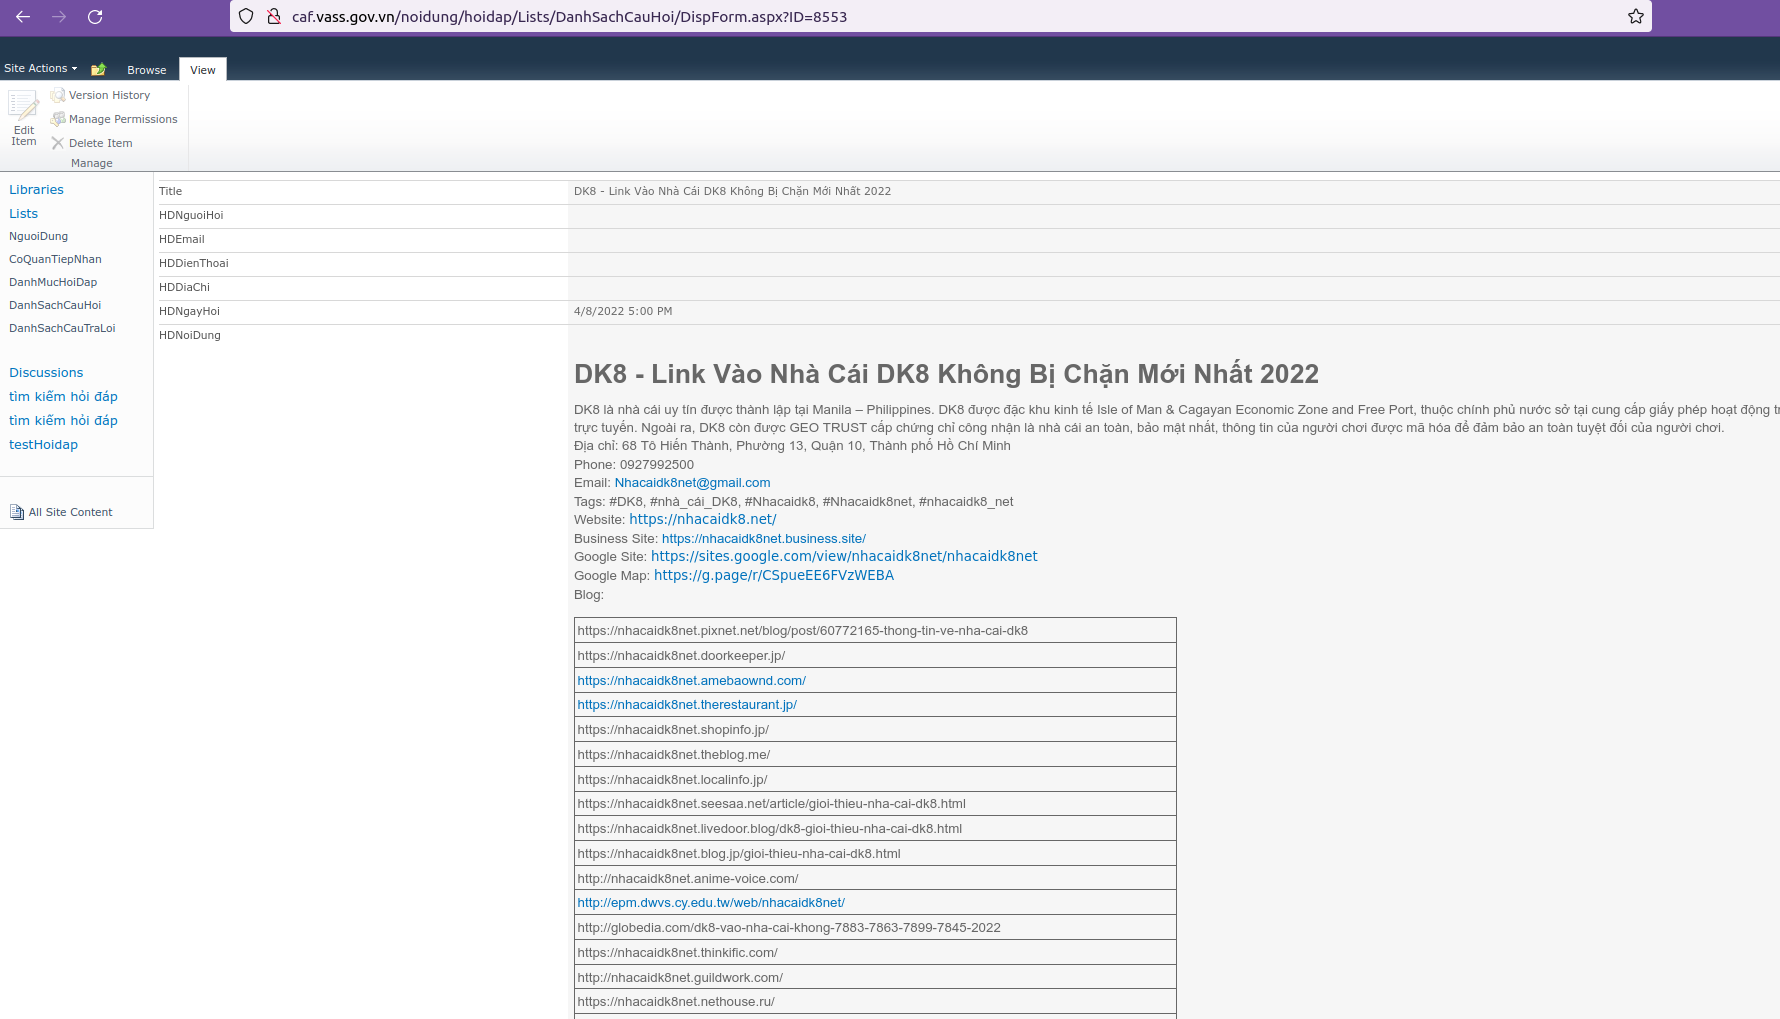 caf.vass.gov.vn/noidung/hoidap/Lists/DanhSachCauHoi/DispForm.aspx?ID=8553
Site Actions
Browse
View
Edit Item
Version History
Manage Permissions
Delete Item
Manage
Libraries
Lists
NguoiDung
CoQuanTiepNhan
DanhMucHoiDap
DanhSachCauHoi
DanhSachCauTraLoi
Discussions
tìm kiếm hỏi đáp
tìm kiếm hỏi đáp
testHoidap
All Site Content
Title DK8 - Link Vào Nhà Cái DK8 Không Bị Chặn Mới Nhất 2022
HDNguoiHoi
HDEmail
HDDienThoai
HDDiaChi
HDNgayHoi 4/8/2022 5:00 PM
HDNoiDung
DK8 - Link Vào Nhà Cái DK8 Không Bị Chặn Mới Nhất 2022
DK8 là nhà cái uy tín được thành lập tại Manila – Philippines. DK8 được đặc khu kinh tế Isle of Man & Cagayan Economic Zone and Free Port, thuộc chính phủ nước sở tại cung cấp giấy phép hoạt động
trực tuyến. Ngoài ra, DK8 còn được GEO TRUST cấp chứng chỉ công nhận là nhà cái an toàn, bảo mật nhất, thông tin của người chơi được mã hóa để đảm bảo an toàn tuyệt đối của người chơi.
Địa chỉ: 68 Tô Hiến Thành, Phường 13, Quận 10, Thành phố Hồ Chí Minh
Phone: 0927992500
Email: Nhacaidk8net@gmail.com
Tags: #DK8, #nhà_cái_DK8, #Nhacaidk8, #Nhacaidk8net, #nhacaidk8_net
Website: https://nhacaidk8.net/
Business Site: https://nhacaidk8net.business.site/
Google Site: https://sites.google.com/view/nhacaidk8net/nhacaidk8net
Google Map: https://g.page/r/CSpueEE6FVzWEBA
Blog:
https://nhacaidk8net.pixnet.net/blog/post/60772165-thong-tin-ve-nha-cai-dk8
https://nhacaidk8net.doorkeeper.jp/
https://nhacaidk8net.amebaownd.com/
https://nhacaidk8net.therestaurant.jp/
https://nhacaidk8net.shopinfo.jp/
https://nhacaidk8net.theblog.me/
https://nhacaidk8net.localinfo.jp/
https://nhacaidk8net.seesaa.net/article/gioi-thieu-nha-cai-dk8.html
https://nhacaidk8net.livedoor.blog/dk8-gioi-thieu-nha-cai-dk8.html
https://nhacaidk8net.blog.jp/gioi-thieu-nha-cai-dk8.html
http://nhacaidk8net.anime-voice.com/
http://epm.dwvs.cy.edu.tw/web/nhacaidk8net/
http://globedia.com/dk8-vao-nha-cai-khong-7883-7863-7899-7845-2022
https://nhacaidk8net.thinkific.com/
http://nhacaidk8net.guildwork.com/
https://nhacaidk8net.nethouse.ru/